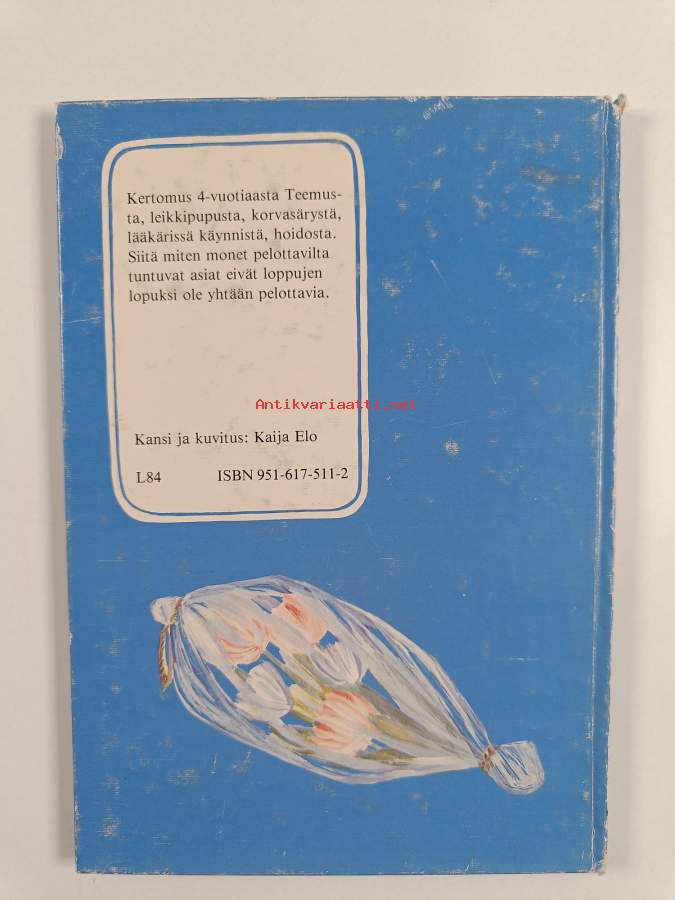 Kertomus 4-vuotiaasta Teemus-
ta, leikkipupusta, korvasärystä,
lääkärissä käynnistä, hoidosta.
Siitä miten monet pelottavilta
tuntuvat asiat eivät loppujen
lopuksi ole yhtään pelottavia.
Antikvariaatti.net
Kansi ja kuvitus: Kaija Elo
L84 ISBN 951-617-511-2